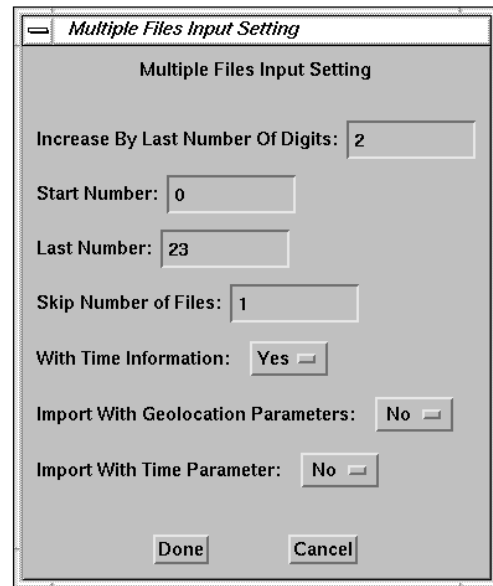 Multiple Files Input Setting
Multiple Files Input Setting
Increase By Last Number Of Digits: 2
Start Number: 0
Last Number: 23
Skip Number of Files: 1
With Time Information: Yes
Import With Geolocation Parameters: No
Import With Time Parameter: No
Done Cancel